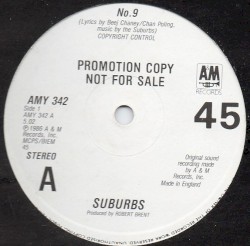 No.9
(Lyrics by Beej Chaney/Chan Poling,
music by the Suburbs)
COPYRIGHT CONTROL
PROMOTION COPY
NOT FOR SALE
AMY 342
Side 1
AMY 342 A
5.02
℗ 1986 A & M
Records, Inc.
MCPS/BIEM
45
STEREO
A
A&M
RECORDS
45
Original sound
recording made
by A & M
Records, Inc.
Made in England
SUBURBS
Produced by ROBERT BRENT